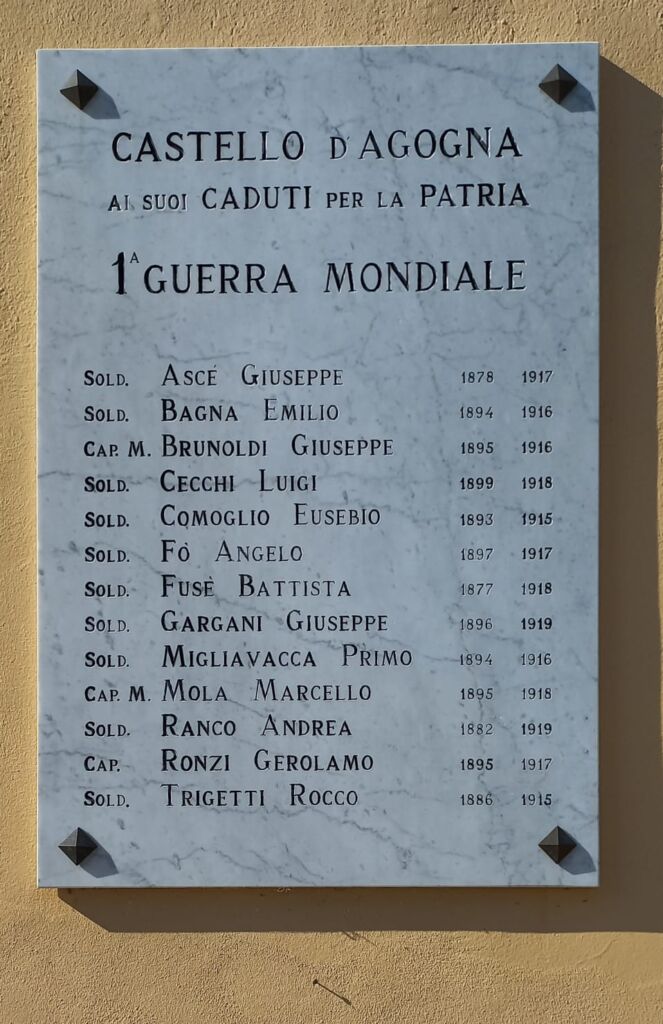 CASTELLO D'AGOGNA
AI SUOI CADUTI PER LA PATRIA
1A GUERRA MONDIALE
SOLD. ASCÉ GIUSEPPE 1878 1917
SOLD. BAGNA EMILIO 1894 1916
CAP. M. BRUNOLDI GIUSEPPE 1895 1916
SOLD. CECCHI LUIGI 1899 1918
SOLD. COMOGLIO EUSEBIO 1893 1915
SOLD. FÒ ANGELO 1897 1917
SOLD. FUSÈ BATTISTA 1877 1918
SOLD. GARGANI GIUSEPPE 1896 1919
SOLD. MIGLIAVACCA PRIMO 1894 1916
CAP. M. MOLA MARCELLO 1895 1918
SOLD. RANCO ANDREA 1882 1919
CAP. RONZI GEROLAMO 1895 1917
SOLD. TRIGETTI ROCCO 1886 1915